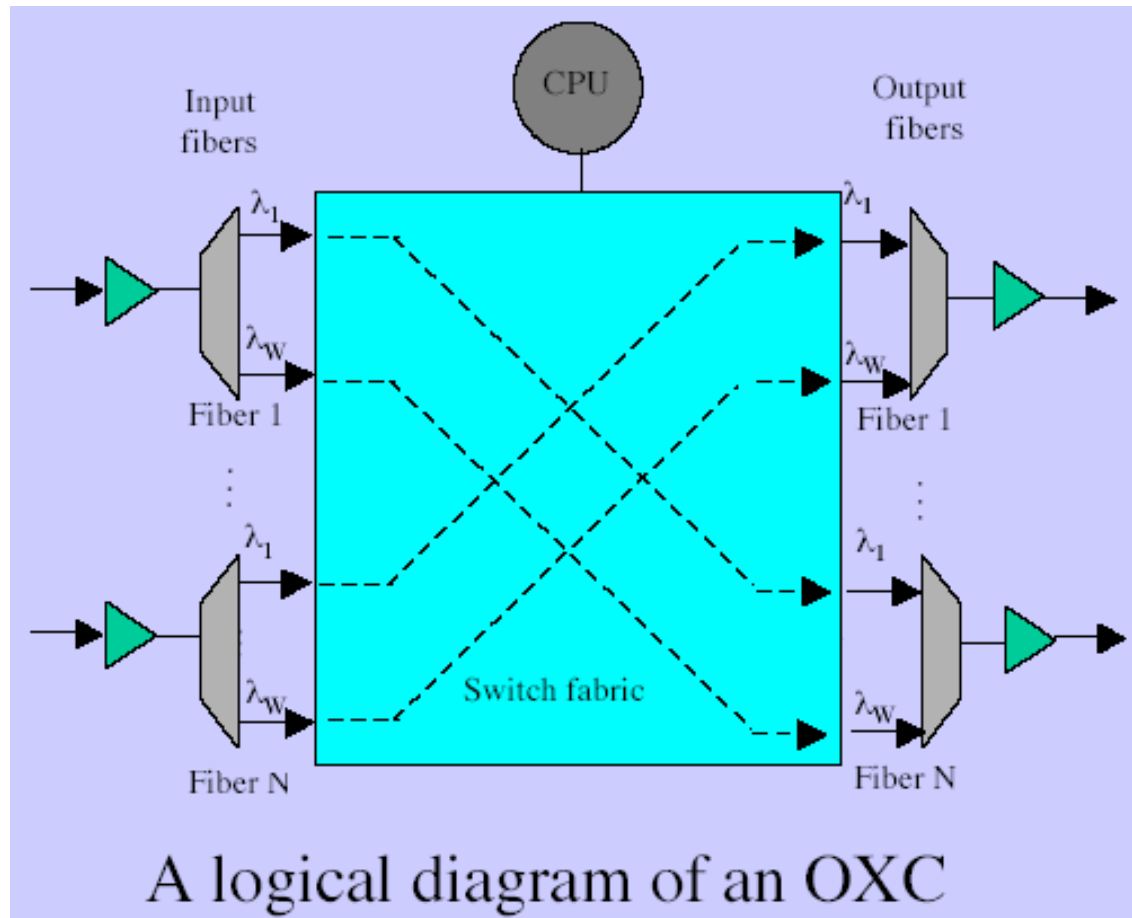 CPU
Input
fibers
Output
fibers
λ1
λ1
λW
λW
Fiber 1
Fiber 1
λ1
λ1
Switch fabric
λW
λW
Fiber N
Fiber N
A logical diagram of an OXC